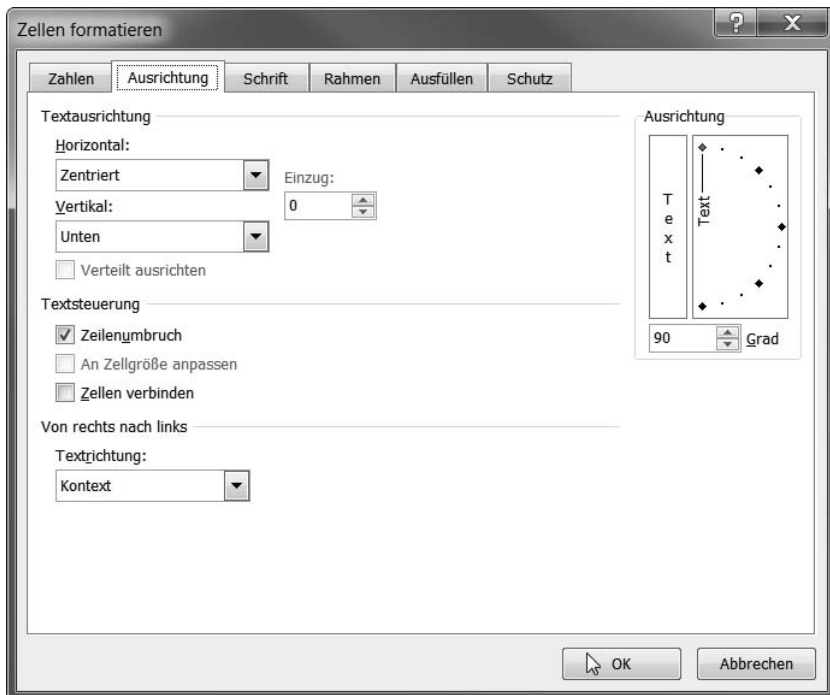 Zellen formatieren
? X
Zahlen Ausrichtung Schrift Rahmen Ausfüllen Schutz
Textausrichtung
Horizontal:
Zentriert
Einzug:
0
Vertikal:
Unten
Verteilt ausrichten
Textsteuerung
Zeilenumbruch
An Zellgröße anpassen
Zellen verbinden
Von rechts nach links
Textrichtung:
Kontext
Ausrichtung
Text
Text
90 Grad
OK Abbrechen